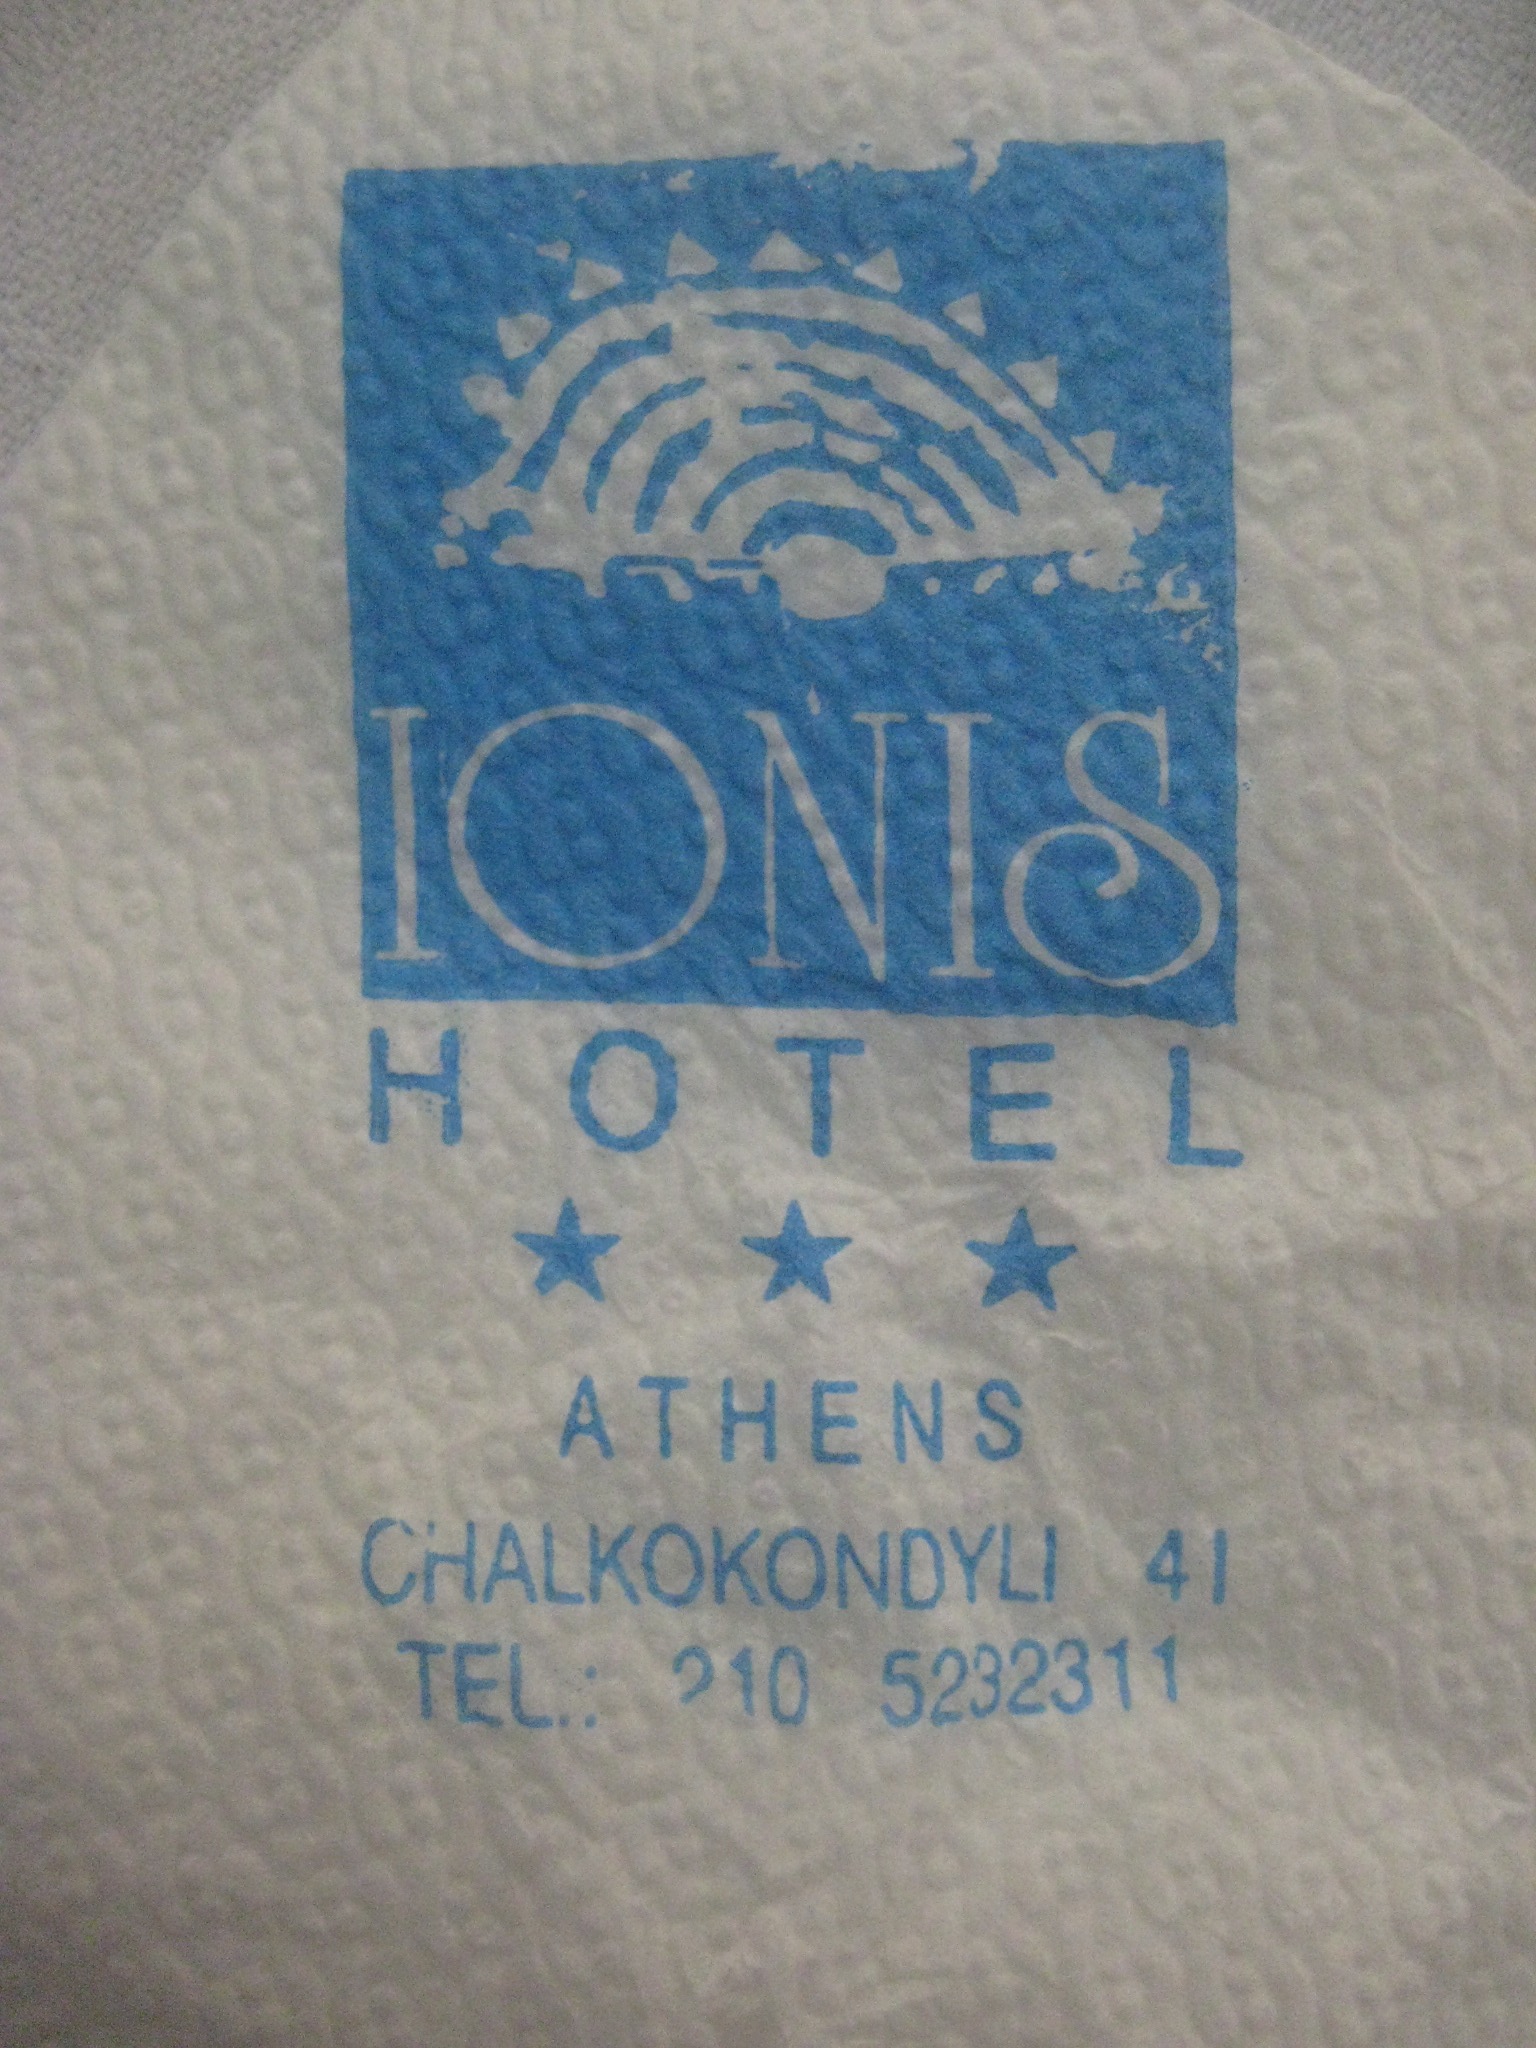 IONIS
HOTEL
ATHENS
CHALKOKONDYLI 41
TEL.: 210 5232311